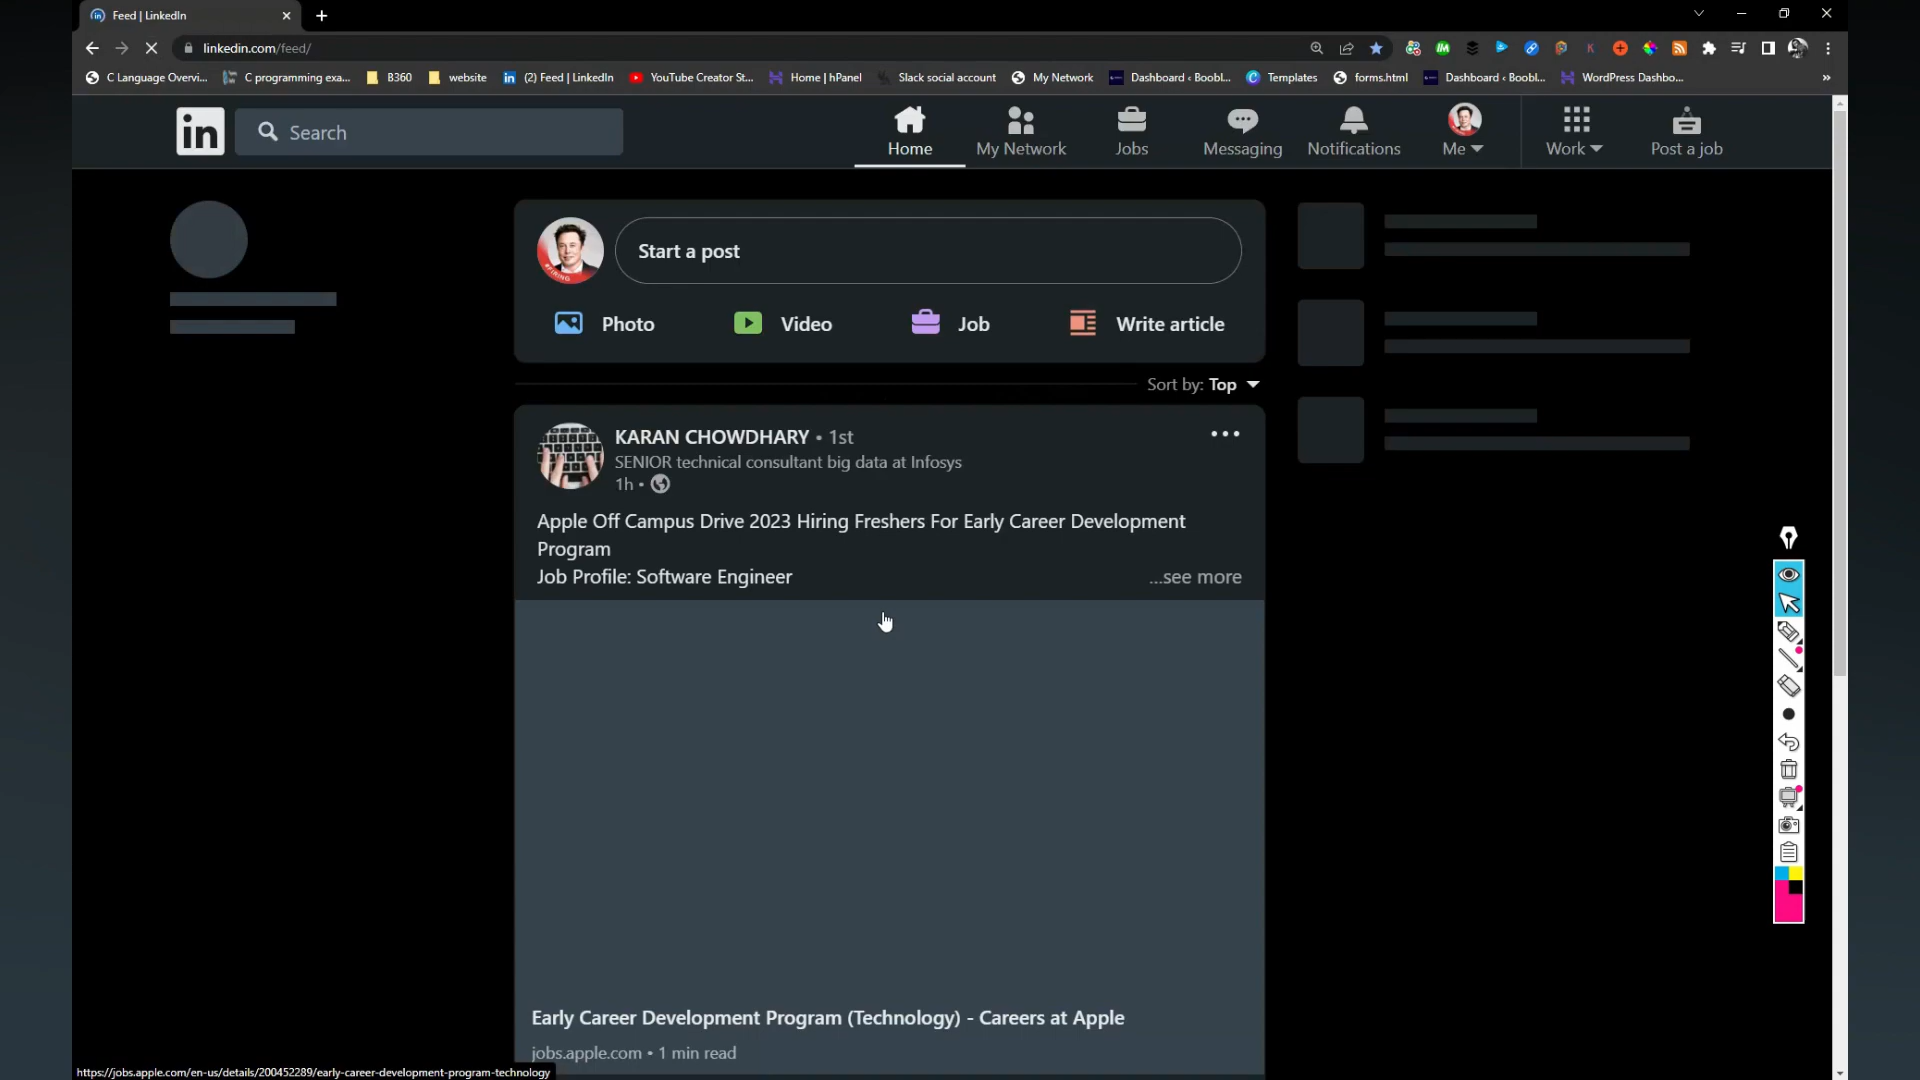 Feed | LinkedIn
linkedin.com/feed/
C Language Overvi...
C programming exa...
B360
website
(2) Feed | LinkedIn
YouTube Creator St...
Home | hPanel
Slack social account
My Network
Dashboard ‹ Boobl...
Templates
forms.html
Dashboard ‹ Boobl...
WordPress Dashbo...
»
in
Search
Home
My Network
Jobs
Messaging
Notifications
Me
Work
Post a job
#FIRING
Start a post
Photo
Video
Job
Write article
Sort by: Top
KARAN CHOWDHARY • 1st
SENIOR technical consultant big data at Infosys
1h •
Apple Off Campus Drive 2023 Hiring Freshers For Early Career Development
Program
Job Profile: Software Engineer
...see more
Early Career Development Program (Technology) - Careers at Apple
jobs.apple.com • 1 min read
https://jobs.apple.com/en-us/details/200452289/early-career-development-program-technology